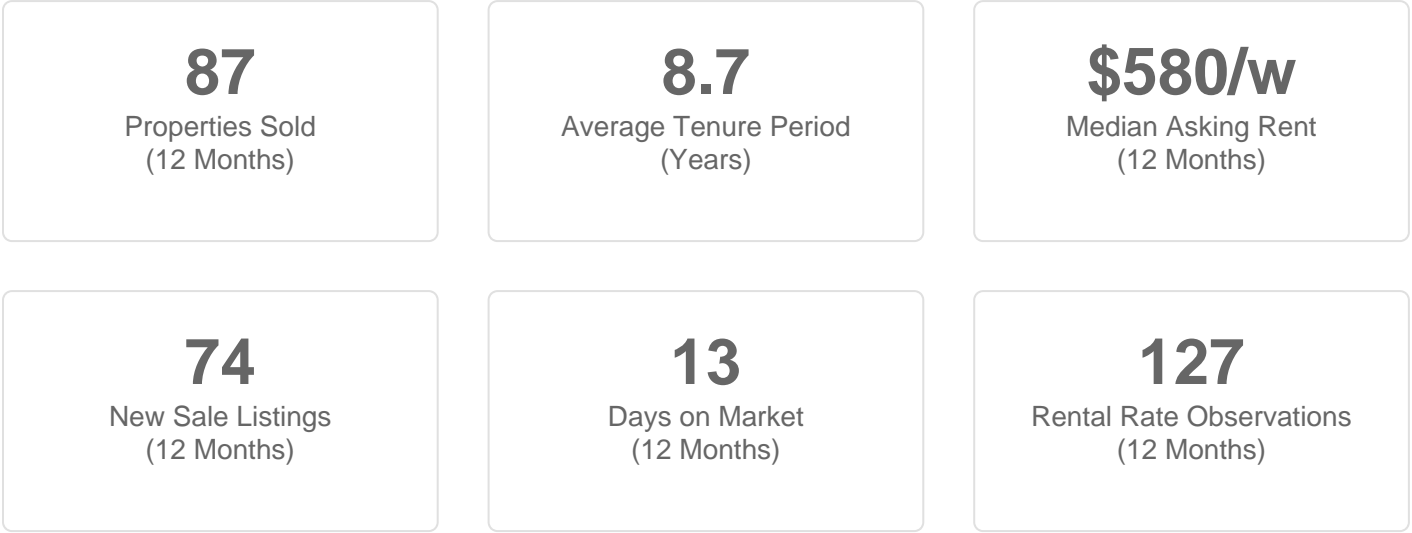 87
Properties Sold
(12 Months)
8.7
Average Tenure Period
(Years)
$580/w
Median Asking Rent
(12 Months)
74
New Sale Listings
(12 Months)
13
Days on Market
(12 Months)
127
Rental Rate Observations
(12 Months)